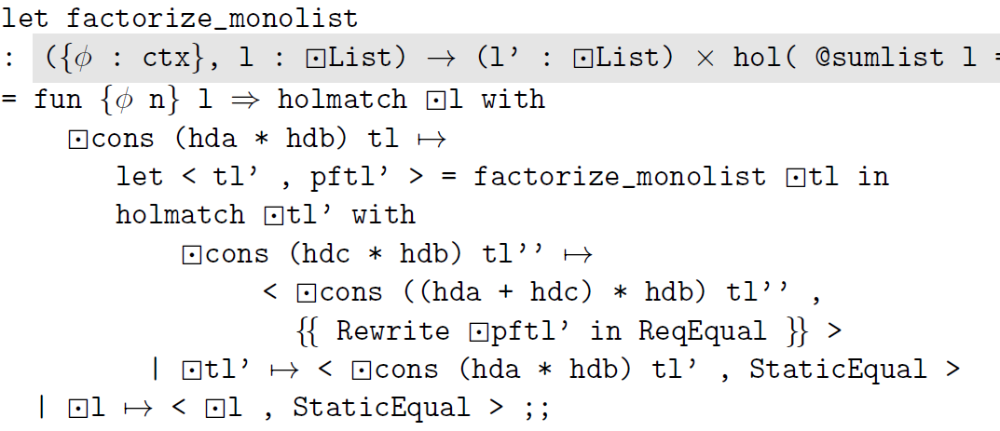 let factorize_monolist
: ({ϕ : ctx}, l : ⊡List) → (l’ : ⊡List) × hol( @sumlist l =
= fun {ϕ n} l ⇒ holmatch ⊡l with
⊡cons (hda * hdb) tl ↦
let < tl’ , pftl’ > = factorize_monolist ⊡tl in
holmatch ⊡tl’ with
⊡cons (hdc * hdb) tl’’ ↦
< ⊡cons ((hda + hdc) * hdb) tl’’ ,
{{ Rewrite ⊡pftl’ in ReqEqual }} >
| ⊡tl’ ↦ < ⊡cons (hda * hdb) tl’ , StaticEqual >
| ⊡l ↦ < ⊡l , StaticEqual > ;;